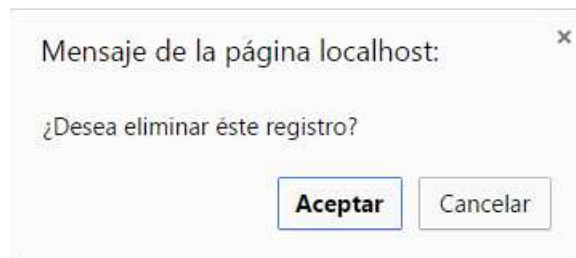 Mensaje de la página localhost:
¿Desea eliminar éste registro?
Aceptar Cancelar